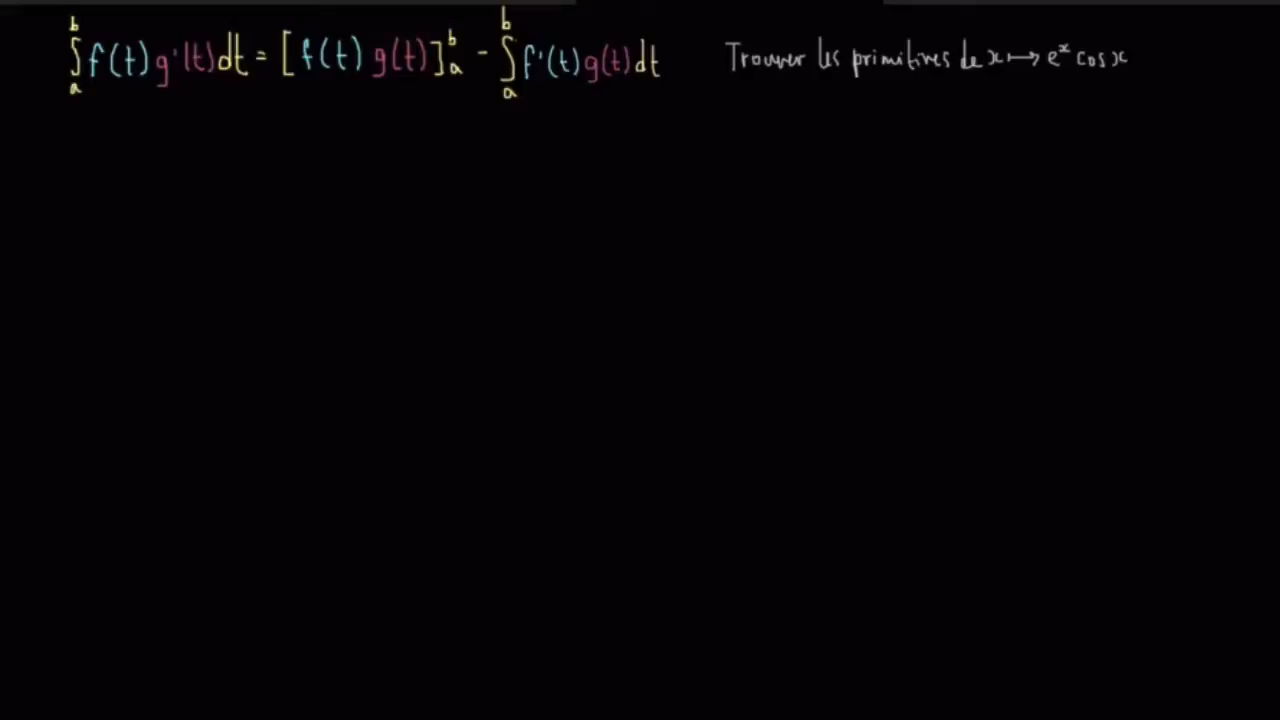 ∫ₐᵇ f(t) g'(t) dt = [f(t) g(t)]ₐᵇ - ∫ₐᵇ f'(t) g(t) dt
Trouver les primitives de x ⟼ eˣ cos x